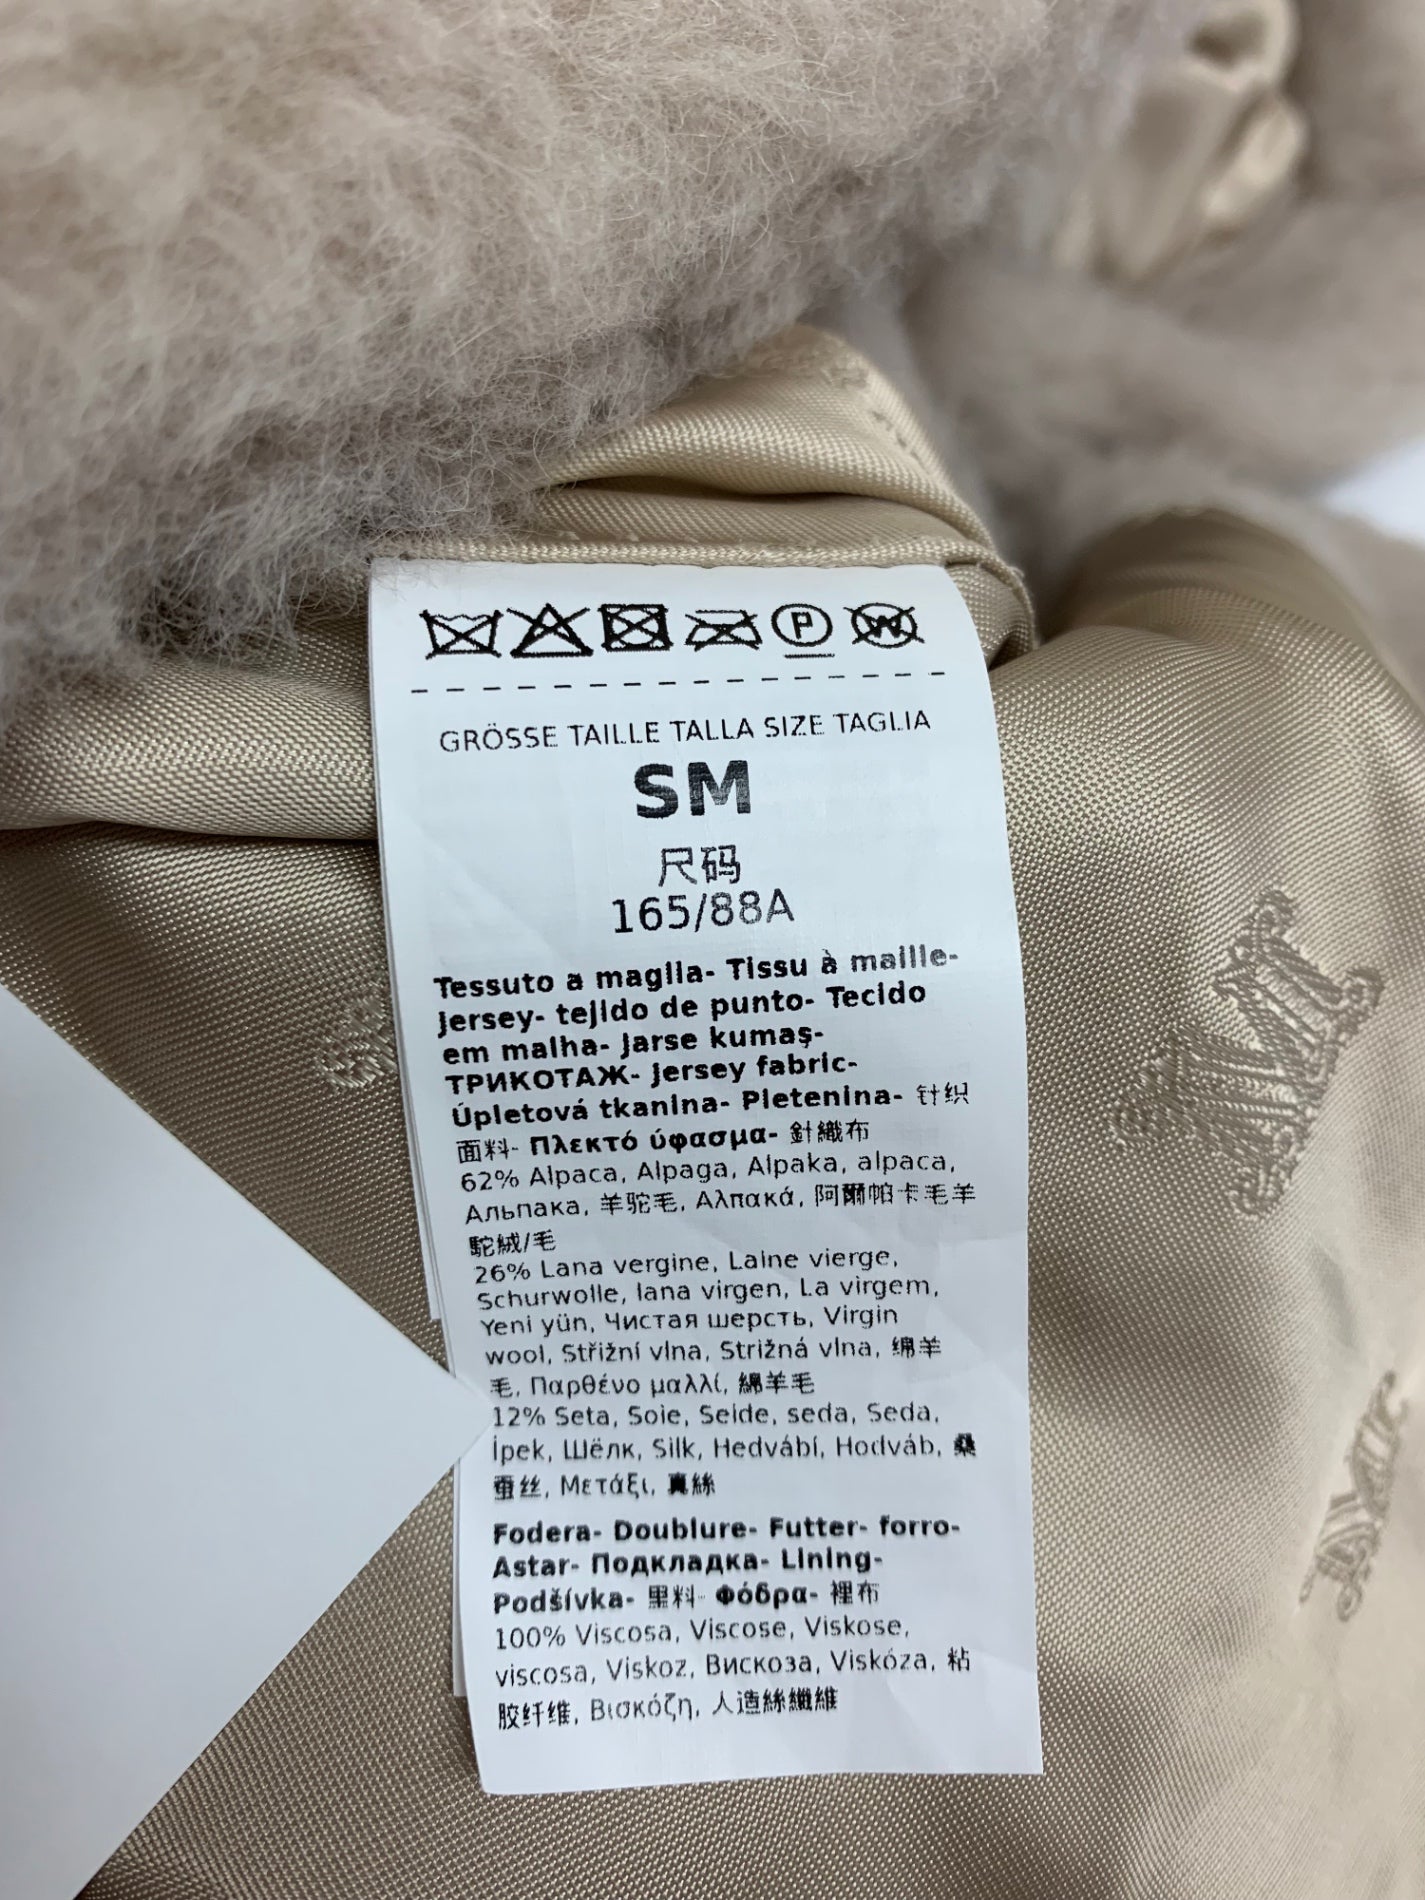 GRÖSSE TAILLE TALLA SIZE TAGLIA
SM
尺码
165/88A
Tessuto a maglia- Tissu à maille-
jersey- tejido de punto- Tecido
em malha- Jarse kumaş-
ТРИКОТАЖ- Jersey fabric-
Úpletová tkanina- Pletenina- 针织
面料- Πλεκτό ύφασμα- 針織布
62% Alpaca, Alpaga, Alpaka, alpaca,
Альпака, 羊驼毛, Αλπακά, 阿爾帕卡毛羊
駝絨/毛
26% Lana vergine, Laine vierge,
Schurwolle, lana virgen, La virgem,
Yeni yün, Чистая шерсть, Virgin
wool, Střižní vlna, Strižná vlna, 绵羊
毛, Παρθένο μαλλί, 綿羊毛
12% Seta, Soie, Seide, seda, Seda,
İpek, Шёлк, Silk, Hedvábí, Hodváb, 桑
蚕丝, Μετάξι, 真絲
Fodera- Doublure- Futter- forro-
Astar- Подкладка- Lining-
Podšívka- 里料- Φόδρα- 裡布
100% Viscosa, Viscose, Viskose,
viscosa, Viskoz, Вискоза, Viskóza, 粘
胶纤维, Βισκόζη, 人造絲纖維